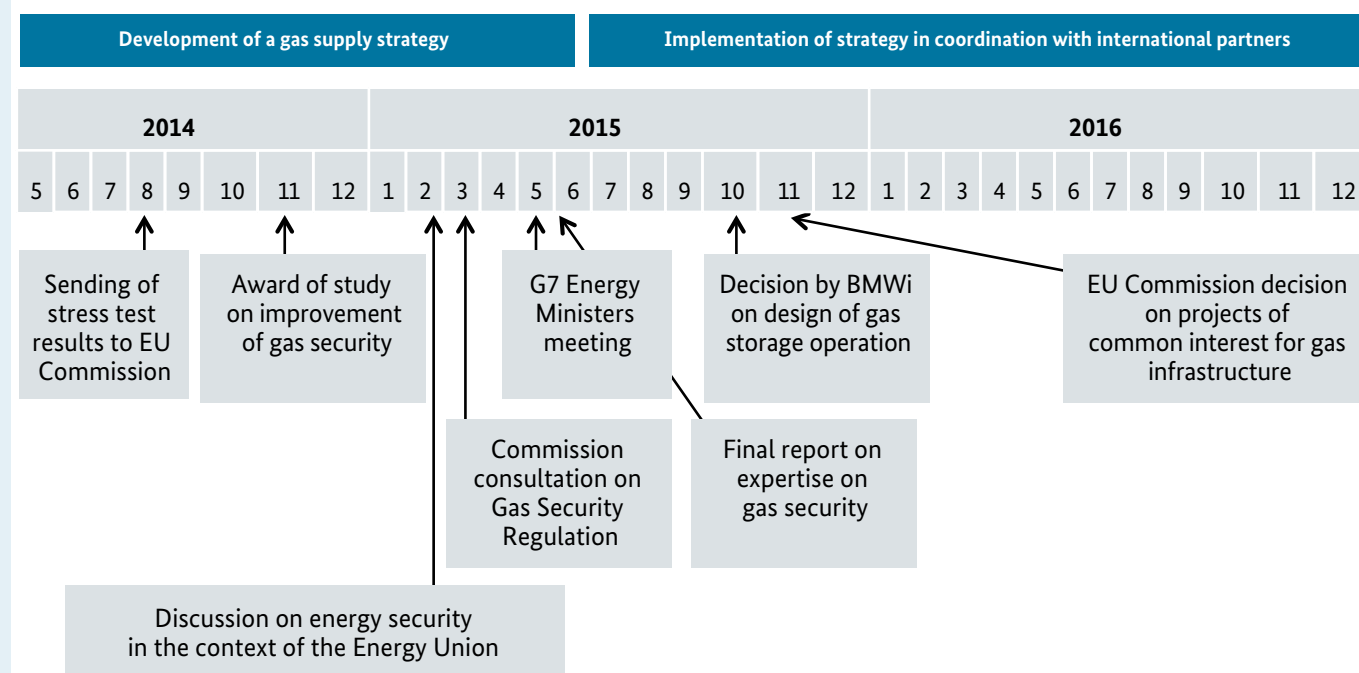 Development of a gas supply strategy
Implementation of strategy in coordination with international partners
2014
2015
2016
5 6 7 8 9 10 11 12 1 2 3 4 5 6 7 8 9 10 11 12 1 2 3 4 5 6 7 8 9 10 11 12
Sending of
stress test
results to EU
Commission
Award of study
on improvement
of gas security
G7 Energy
Ministers
meeting
Decision by BMWi
on design of gas
storage operation
EU Commission decision
on projects of
common interest for gas
infrastructure
Commission
consultation on
Gas Security
Regulation
Final report on
expertise on
gas security
Discussion on energy security
in the context of the Energy Union